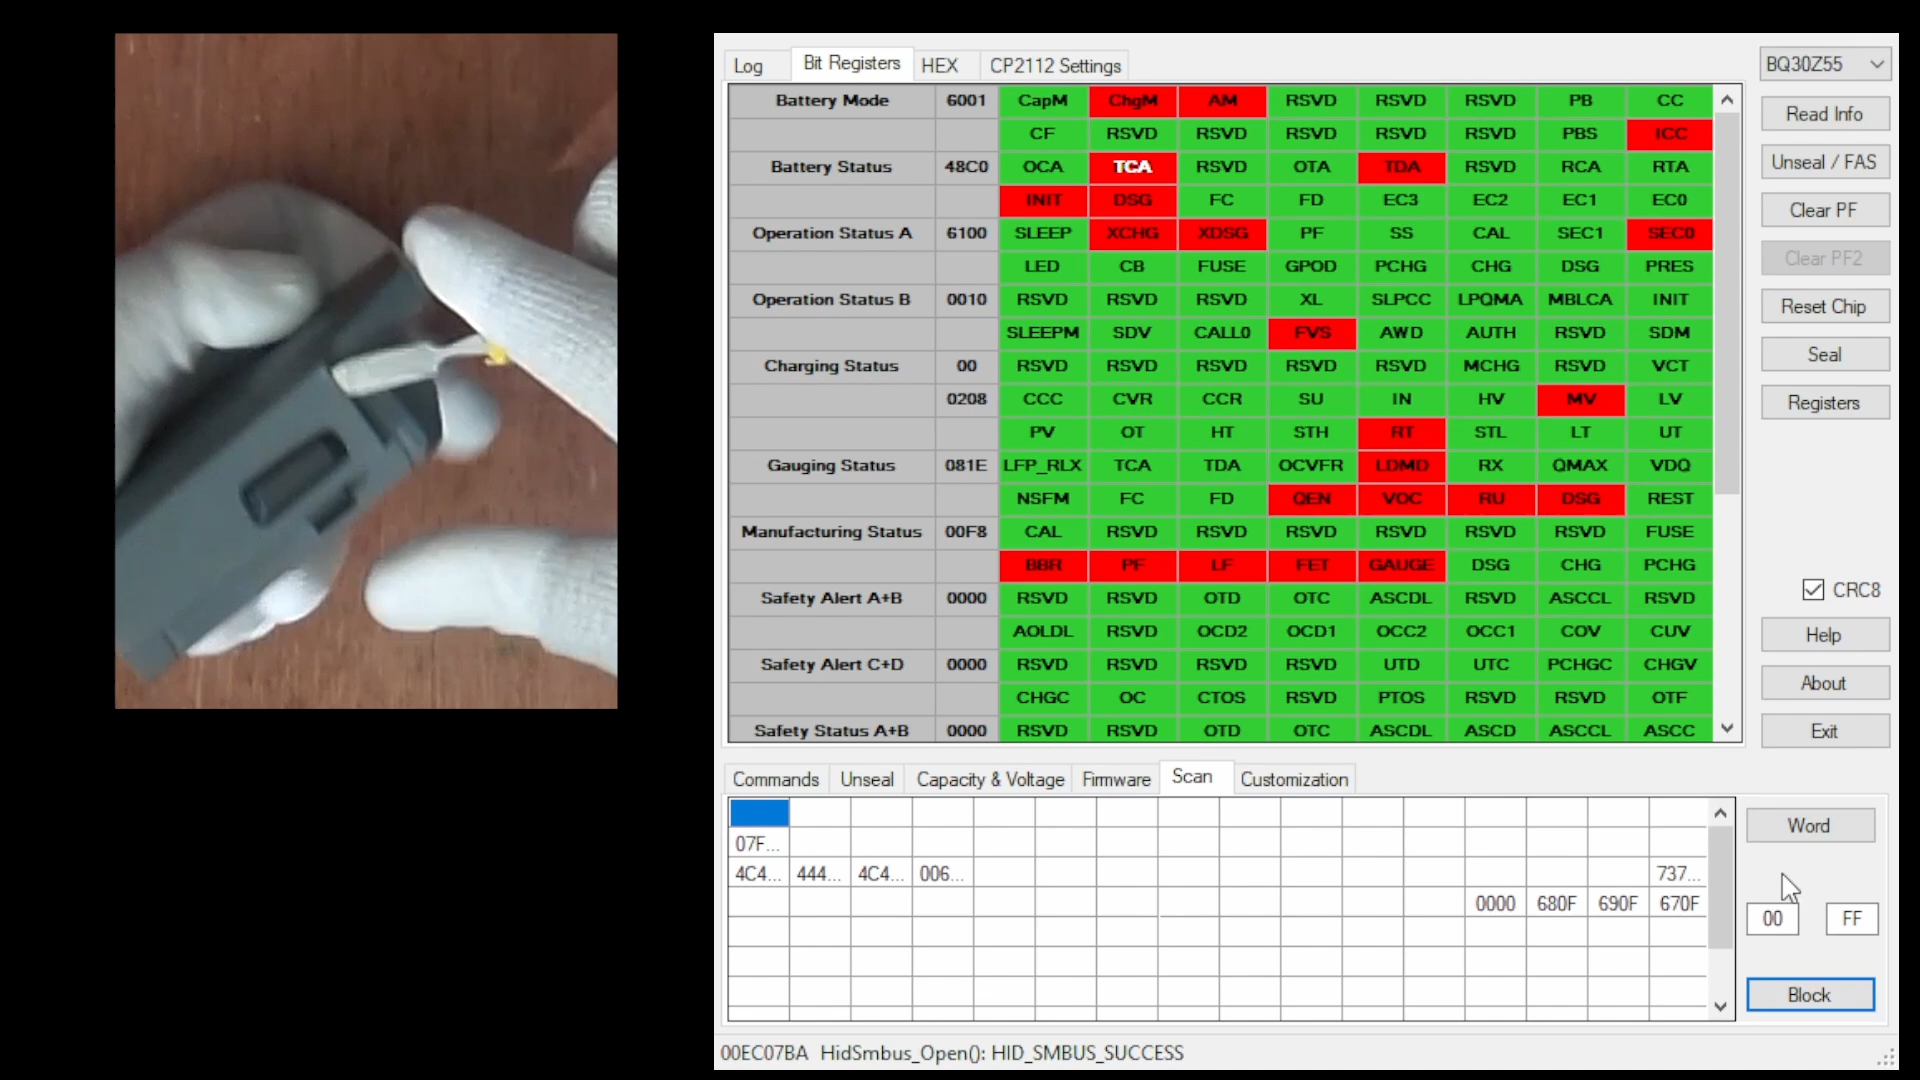 Log Bit Registers HEX CP2112 Settings BQ30Z55
Battery Mode 6001 CapM ChgM AM RSVD RSVD RSVD PB CC
CF RSVD RSVD RSVD RSVD RSVD PBS ICC
Battery Status 48C0 OCA TCA RSVD OTA TDA RSVD RCA RTA
INIT DSG FC FD EC3 EC2 EC1 EC0
Operation Status A 6100 SLEEP XCHG XDSG PF SS CAL SEC1 SEC0
LED CB FUSE GPOD PCHG CHG DSG PRES
Operation Status B 0010 RSVD RSVD RSVD XL SLPCC LPQMA MBLCA INIT
SLEEPM SDV CALL0 FVS AWD AUTH RSVD SDM
Charging Status 00 RSVD RSVD RSVD RSVD RSVD MCHG RSVD VCT
0208 CCC CVR CCR SU IN HV MV LV
PV OT HT STH RT STL LT UT
Gauging Status 081E LFP_RLX TCA TDA OCVFR LDMD RX QMAX VDQ
NSFM FC FD QEN VOC RU DSG REST
Manufacturing Status 00F8 CAL RSVD RSVD RSVD RSVD RSVD RSVD FUSE
BBR PF LF FET GAUGE DSG CHG PCHG
Safety Alert A+B 0000 RSVD RSVD OTD OTC ASCDL RSVD ASCCL RSVD
AOLDL RSVD OCD2 OCD1 OCC2 OCC1 COV CUV
Safety Alert C+D 0000 RSVD RSVD RSVD RSVD UTD UTC PCHGC CHGV
CHGC OC CTOS RSVD PTOS RSVD RSVD OTF
Safety Status A+B 0000 RSVD RSVD OTD OTC ASCDL ASCD ASCCL ASCC
Read Info
Unseal / FAS
Clear PF
Clear PF2
Reset Chip
Seal
Registers
CRC8
Help
About
Exit
Commands Unseal Capacity & Voltage Firmware Scan Customization
07F...
4C4... 444... 4C4... 006... 737...
0000 680F 690F 670F
Word
00 FF
Block
00EC07BA HidSmbus_Open(): HID_SMBUS_SUCCESS